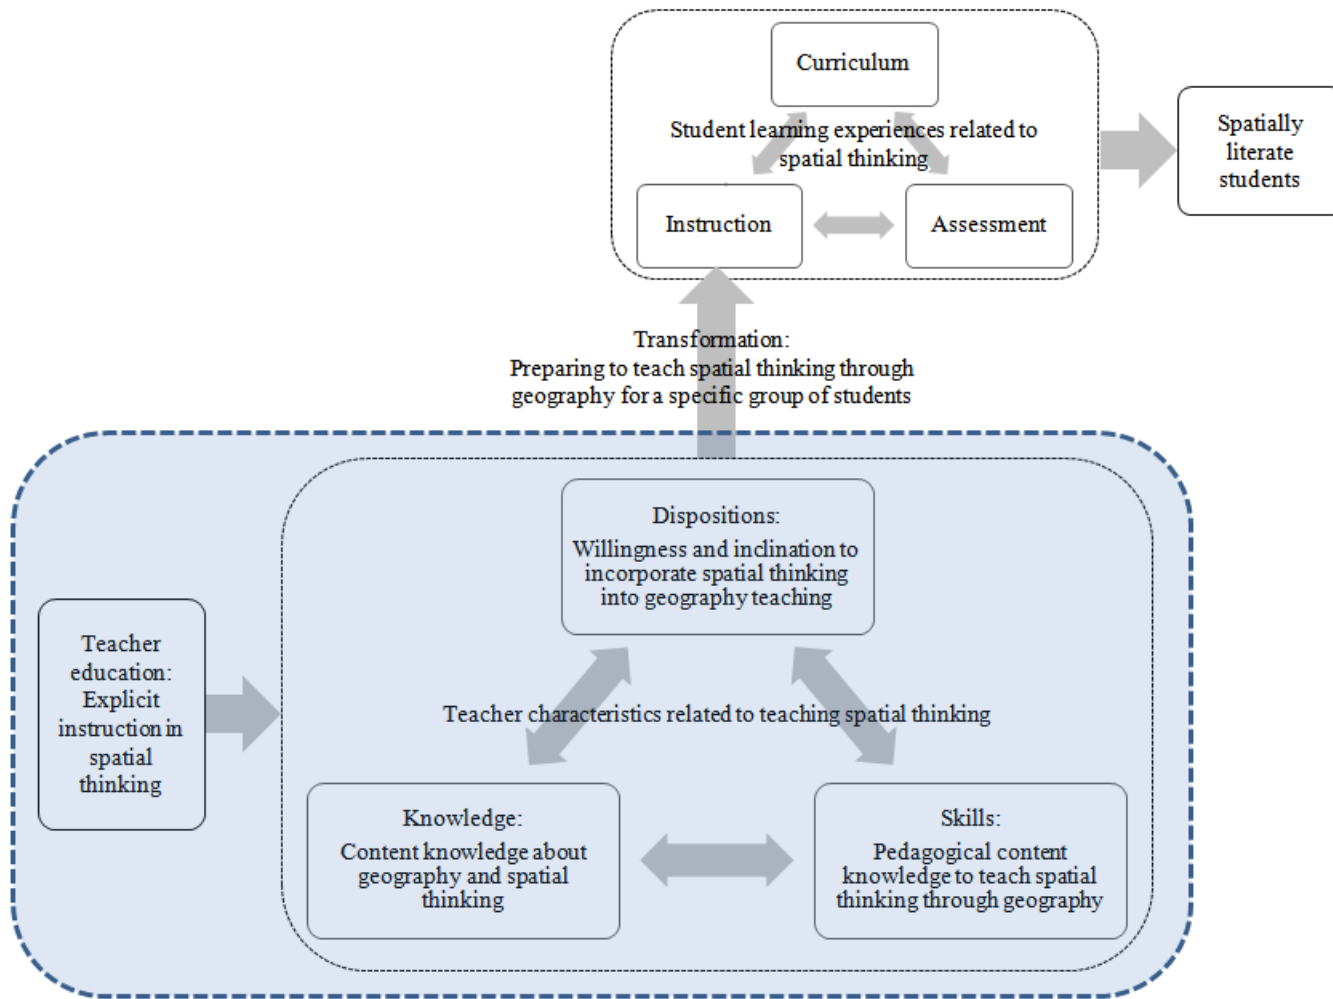 Curriculum
Student learning experiences related to
spatial thinking
Instruction
Assessment
Spatially
literate
students
Transformation:
Preparing to teach spatial thinking through
geography for a specific group of students
Dispositions:
Willingness and inclination to
incorporate spatial thinking
into geography teaching
Teacher
education:
Explicit
instruction in
spatial
thinking
Teacher characteristics related to teaching spatial thinking
Knowledge:
Content knowledge about
geography and spatial
thinking
Skills:
Pedagogical content
knowledge to teach spatial
thinking through geography